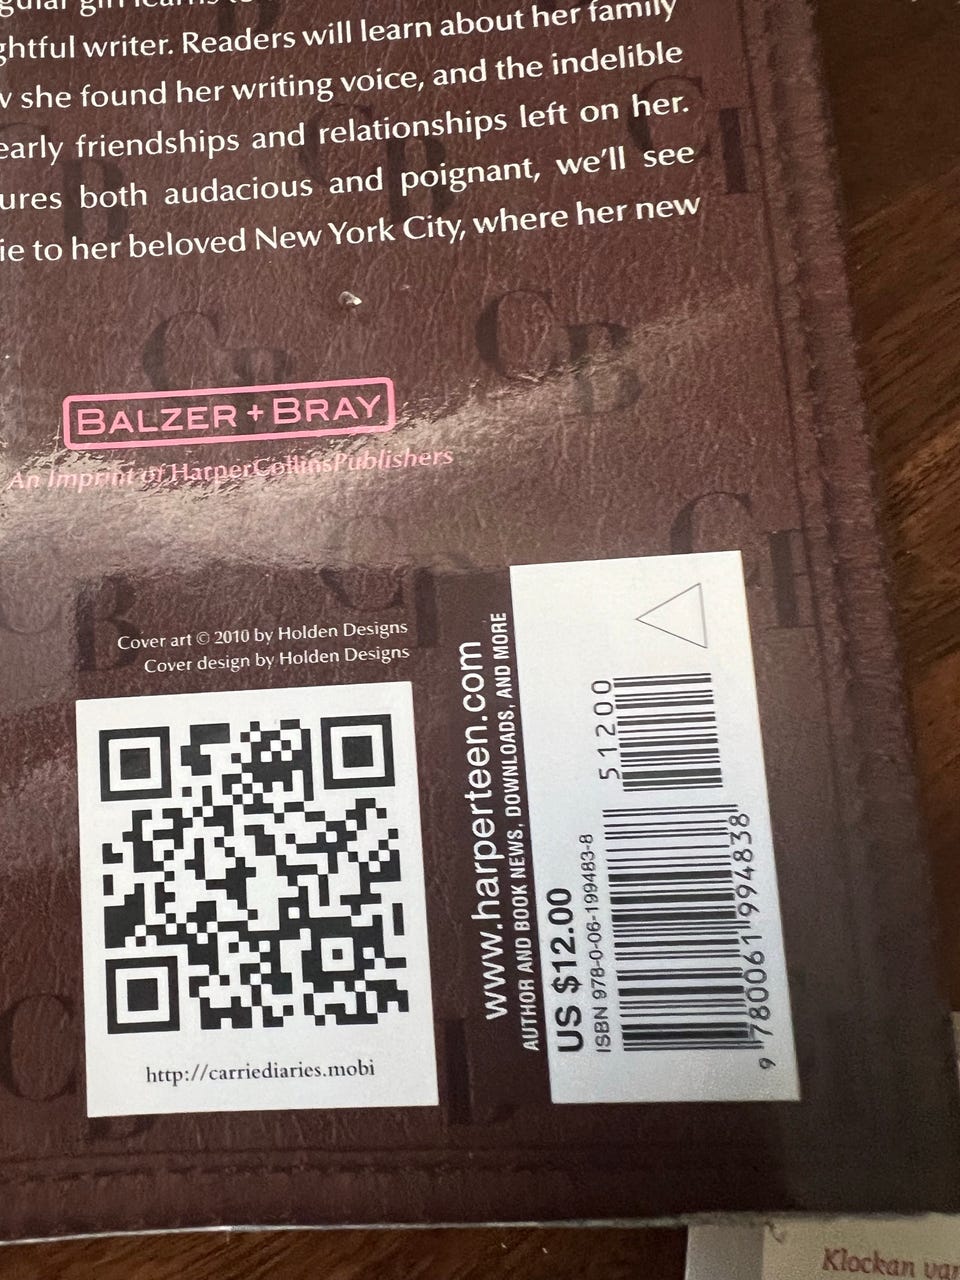 ghtful writer. Readers will learn about her family
she found her writing voice, and the indelible
early friendships and relationships left on her.
ures both audacious and poignant, we'll see
ie to her beloved New York City, where her new
BALZER + BRAY
An Imprint of HarperCollinsPublishers
Cover art © 2010 by Holden Designs
Cover design by Holden Designs
http://carriediaries.mobi
www.harperteen.com
AUTHOR AND BOOK NEWS, DOWNLOADS, AND MORE
US $12.00
ISBN 978-0-06-199483-8
51200
9 780061 994838
Klockan var